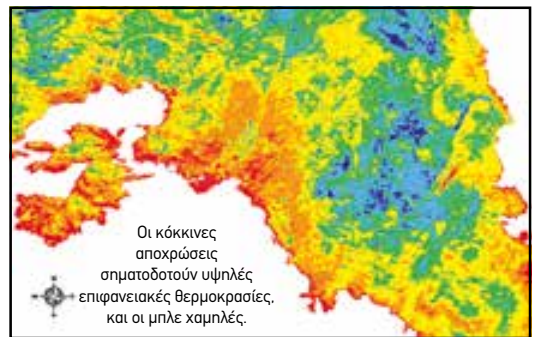 Οι κόκκινες
αποχρώσεις
σηματοδοτούν υψηλές
επιφανειακές θερμοκρασίες,
και οι μπλε χαμηλές.